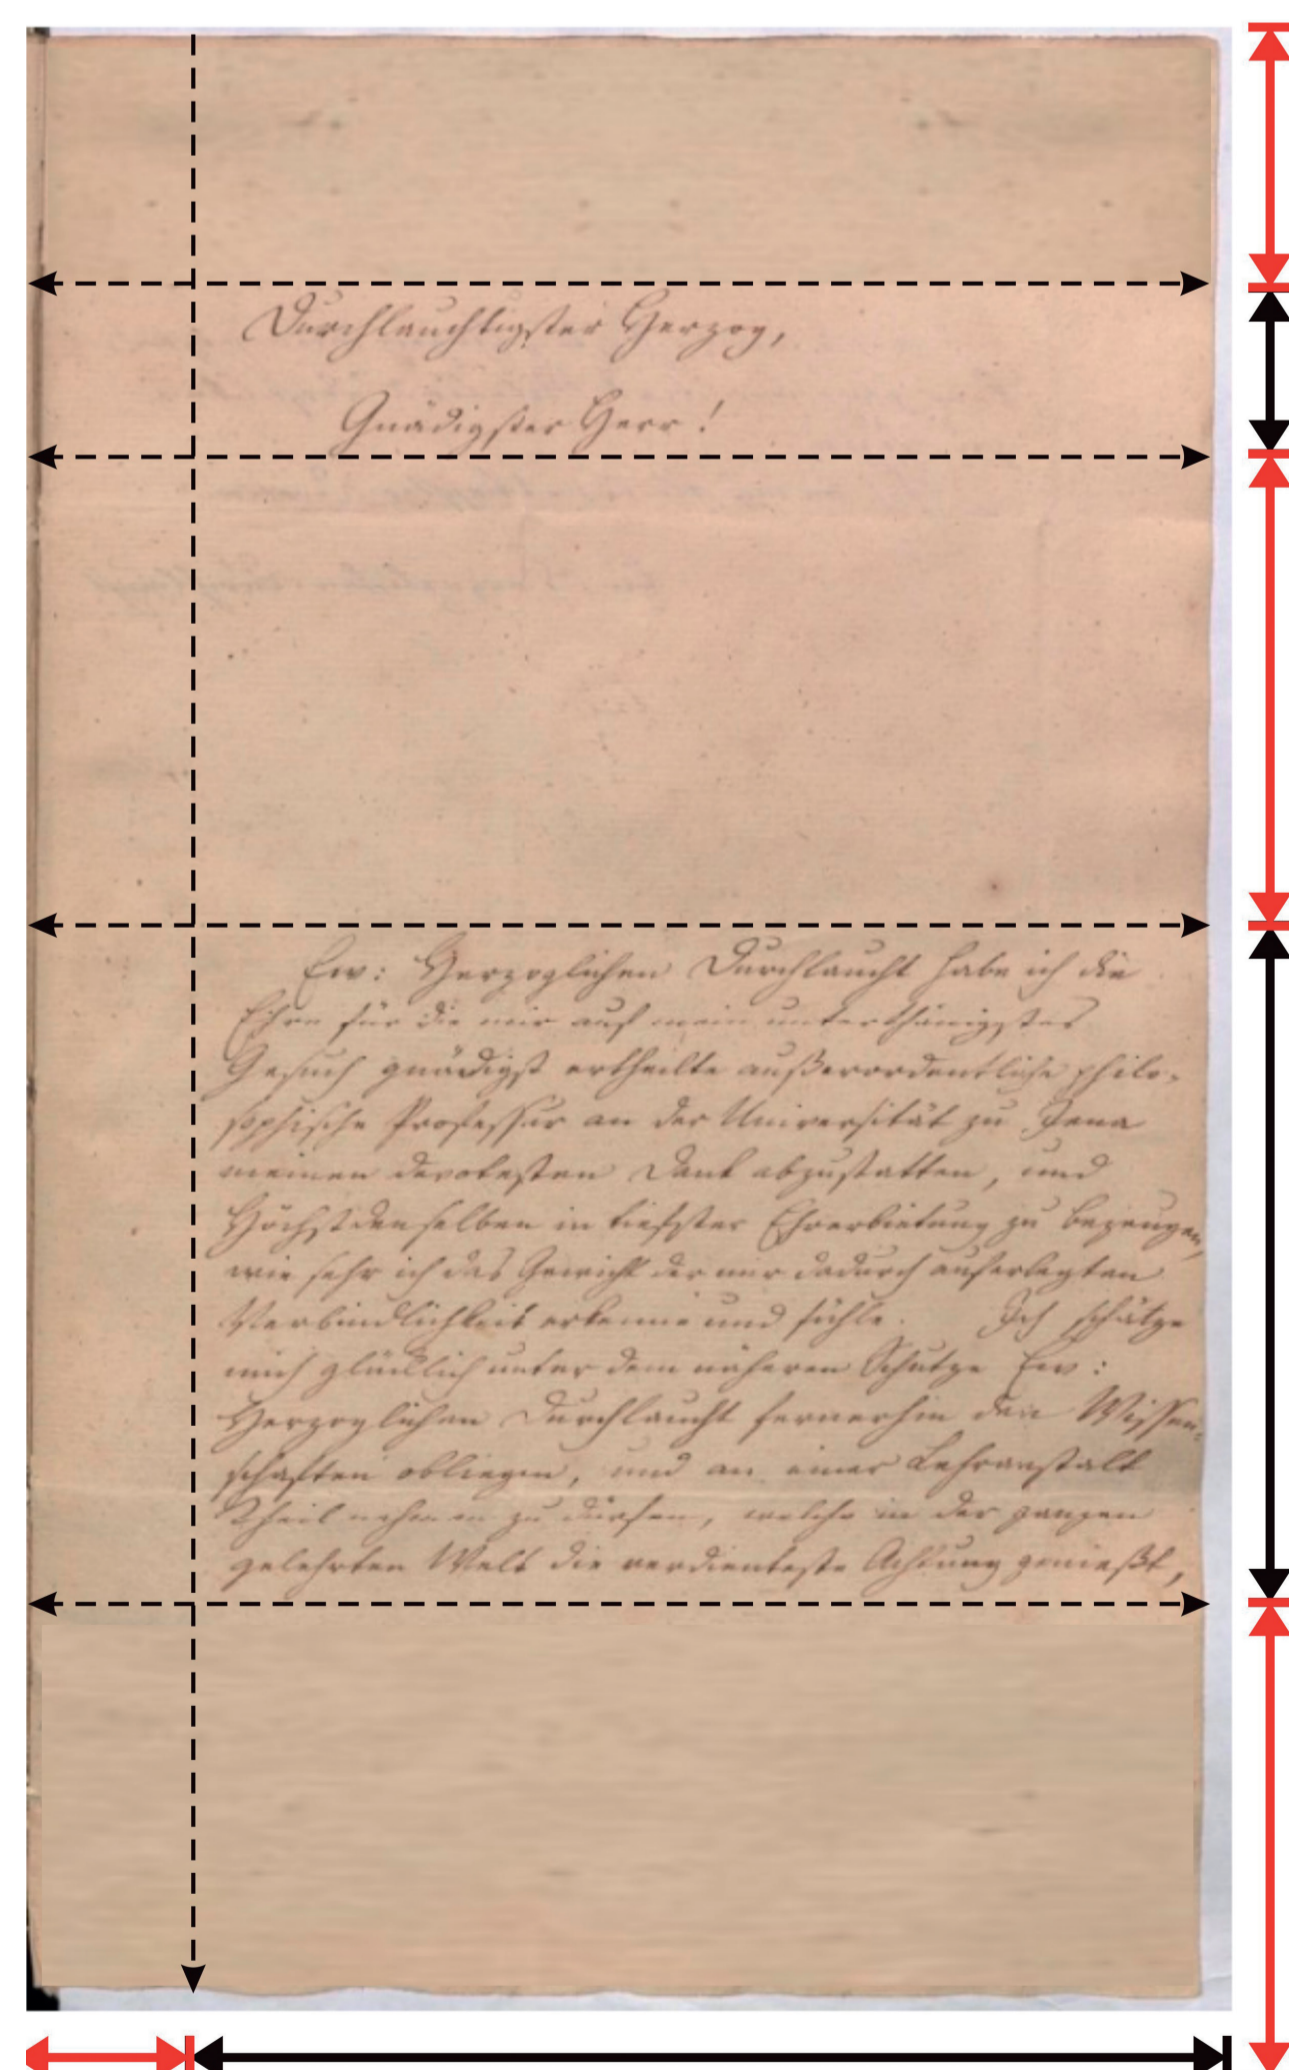 Durchlauchtigster Herzog,
Gnädigster Herr!
Ew: Herzoglichen Durchlaucht habe ich die
Ehre für die mir auf mein unterthänigstes
Gesuch gnädigst ertheilte außerordentliche philo-
sophische Professur an der Universität zu Jena
meinen devotesten Dank abzustatten, und
Höchstdenselben in tiefster Ehrerbietung zu bezeugen,
wie sehr ich das Gewicht der mir dadurch auferlegten
Verbindlichkeit erkenne und fühle. Ich schätze
mich glücklich unter dem näheren Schutze Ew:
Herzoglichen Durchlaucht fernerhin den Wissen-
schaften obliegen, und an einer Lehranstalt
Theil nehmen zu dürfen, welche in der ganzen
gelehrten Welt die verdienteste Achtung genießt,